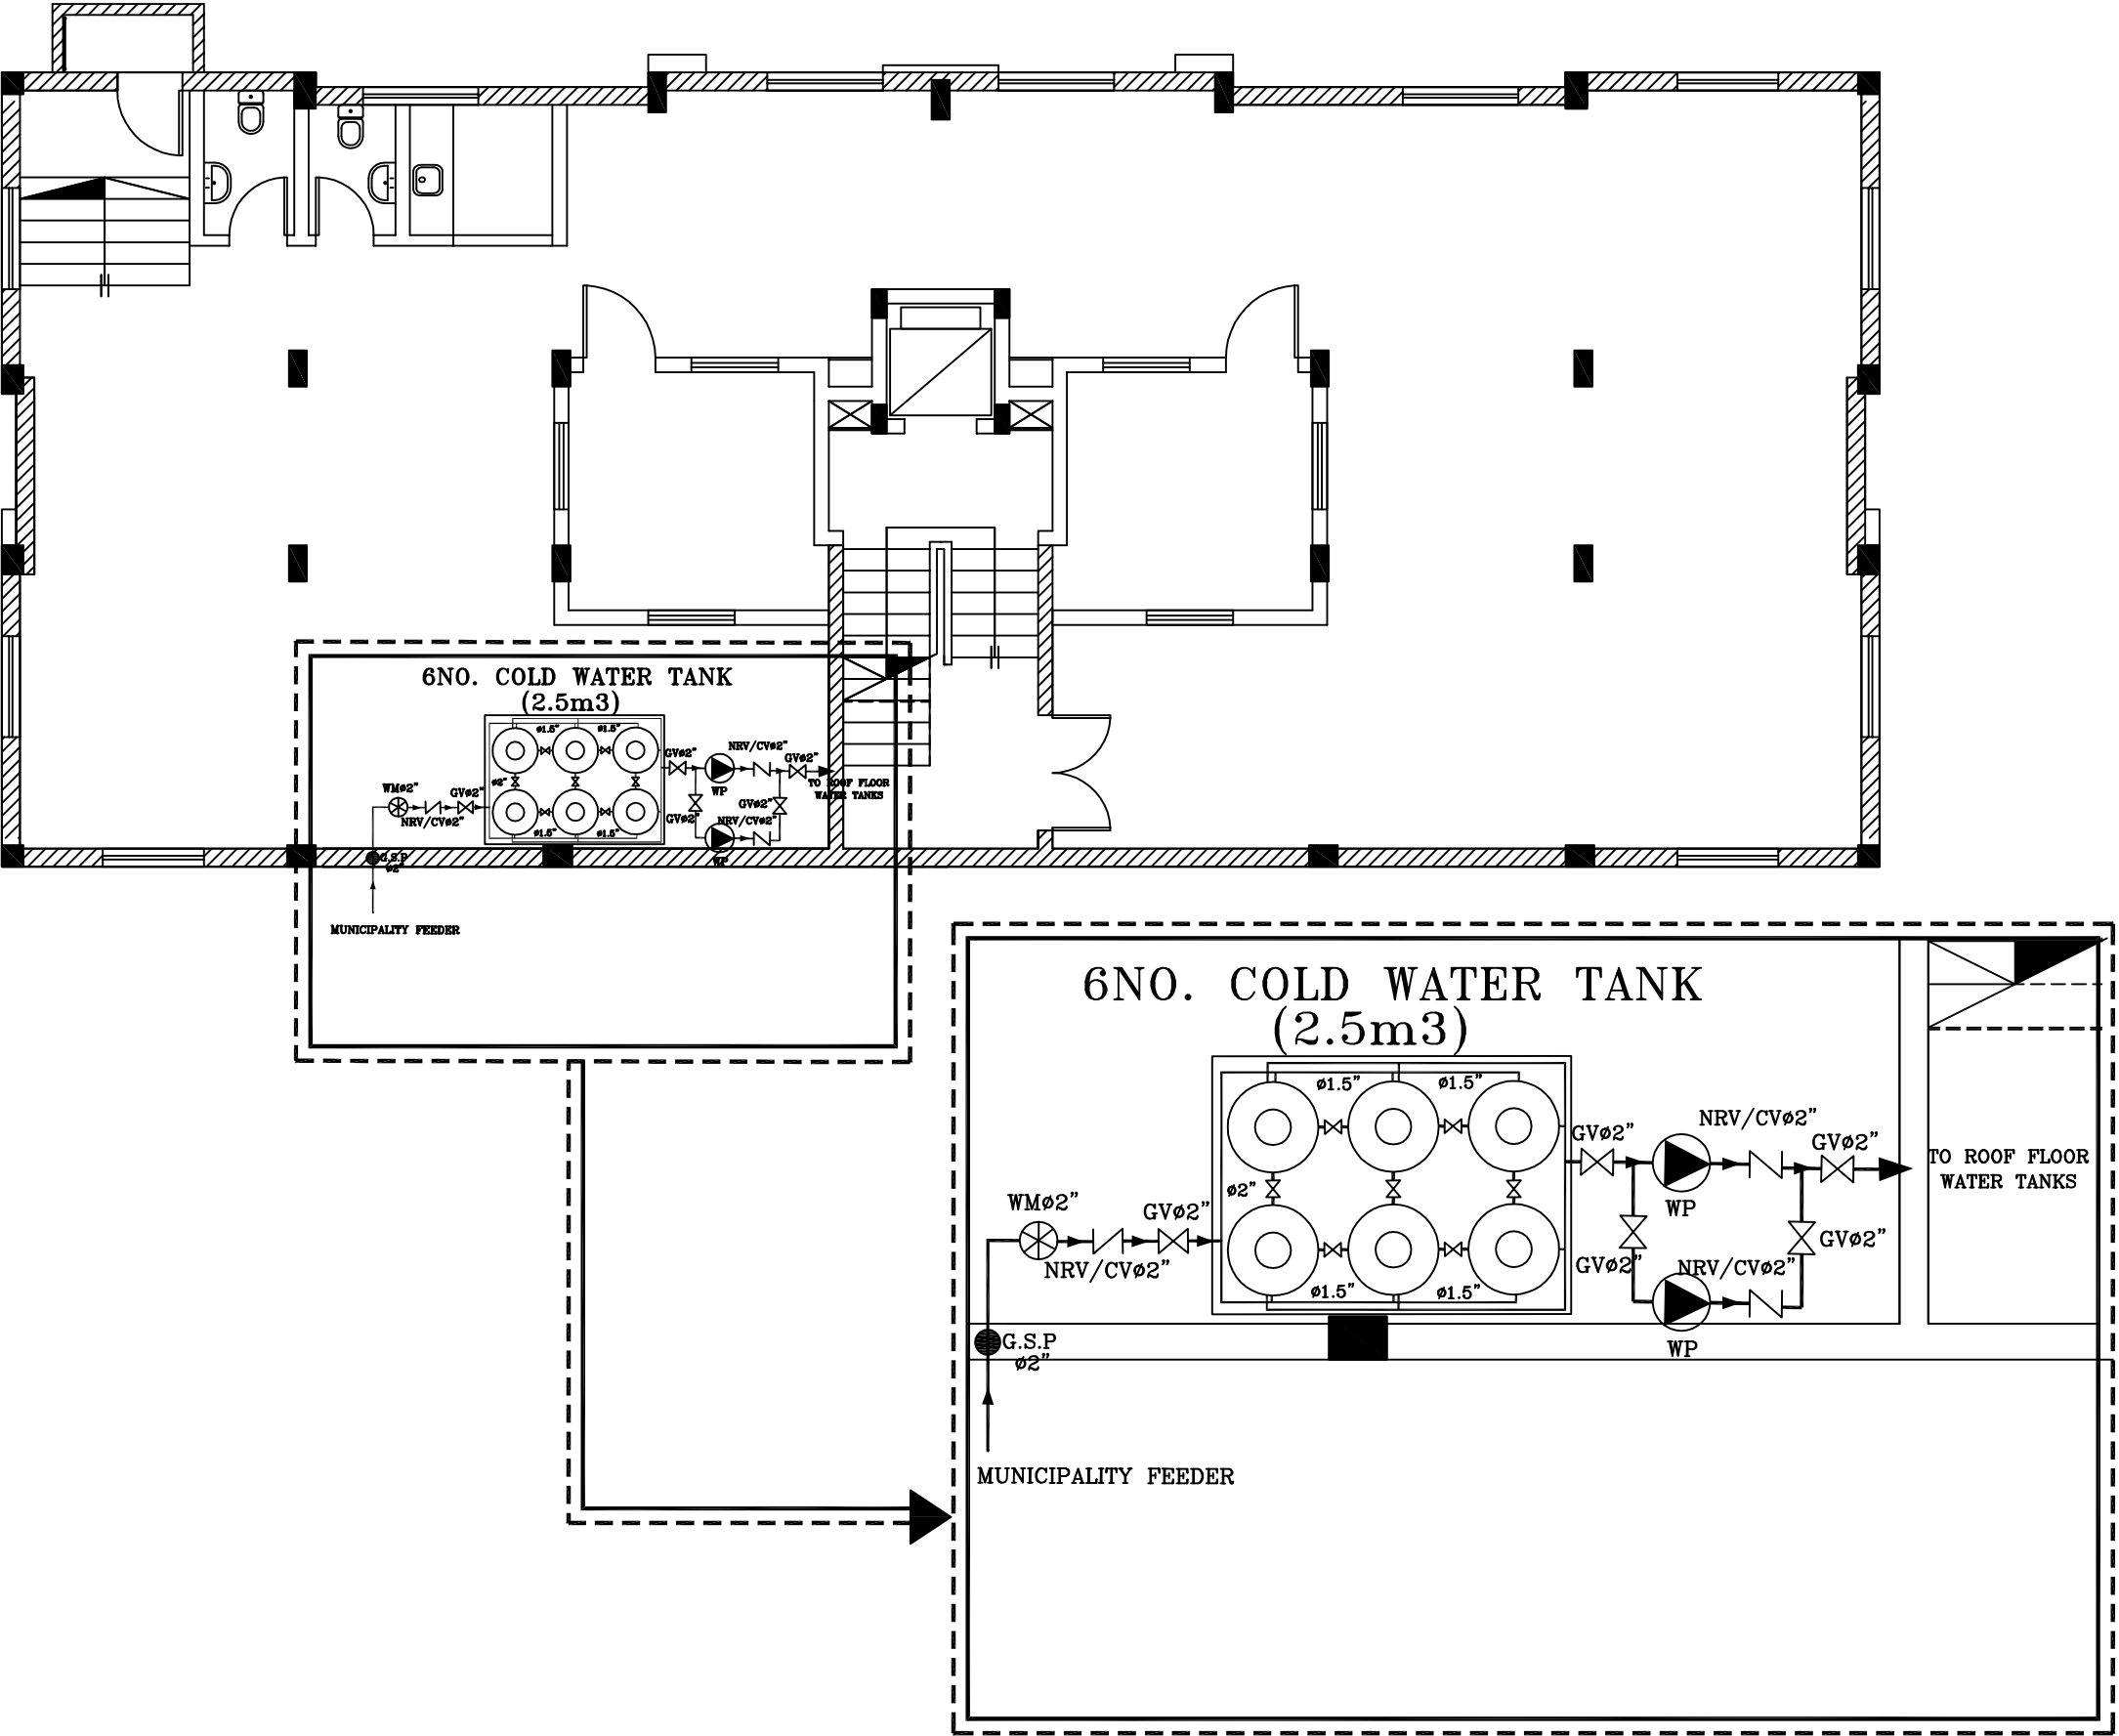 6NO. COLD WATER TANK
(2.5m3)
ø1.5"
ø1.5"
NRV/CVø2"
GVø2"
GVø2"
WMø2"
GVø2"
ø2"
WP
TO ROOF FLOOR
WATER TANKS
NRV/CVø2"
GVø2"
GVø2"
NRV/CVø2"
ø1.5"
ø1.5"
WP
G.S.P
ø2"
MUNICIPALITY FEEDER
6NO. COLD WATER TANK
(2.5m3)
ø1.5"
ø1.5"
NRV/CVø2"
GVø2"
GVø2"
TO ROOF FLOOR
WATER TANKS
WMø2"
GVø2"
ø2"
WP
NRV/CVø2"
GVø2"
GVø2"
NRV/CVø2"
ø1.5"
ø1.5"
WP
G.S.P
ø2"
MUNICIPALITY FEEDER